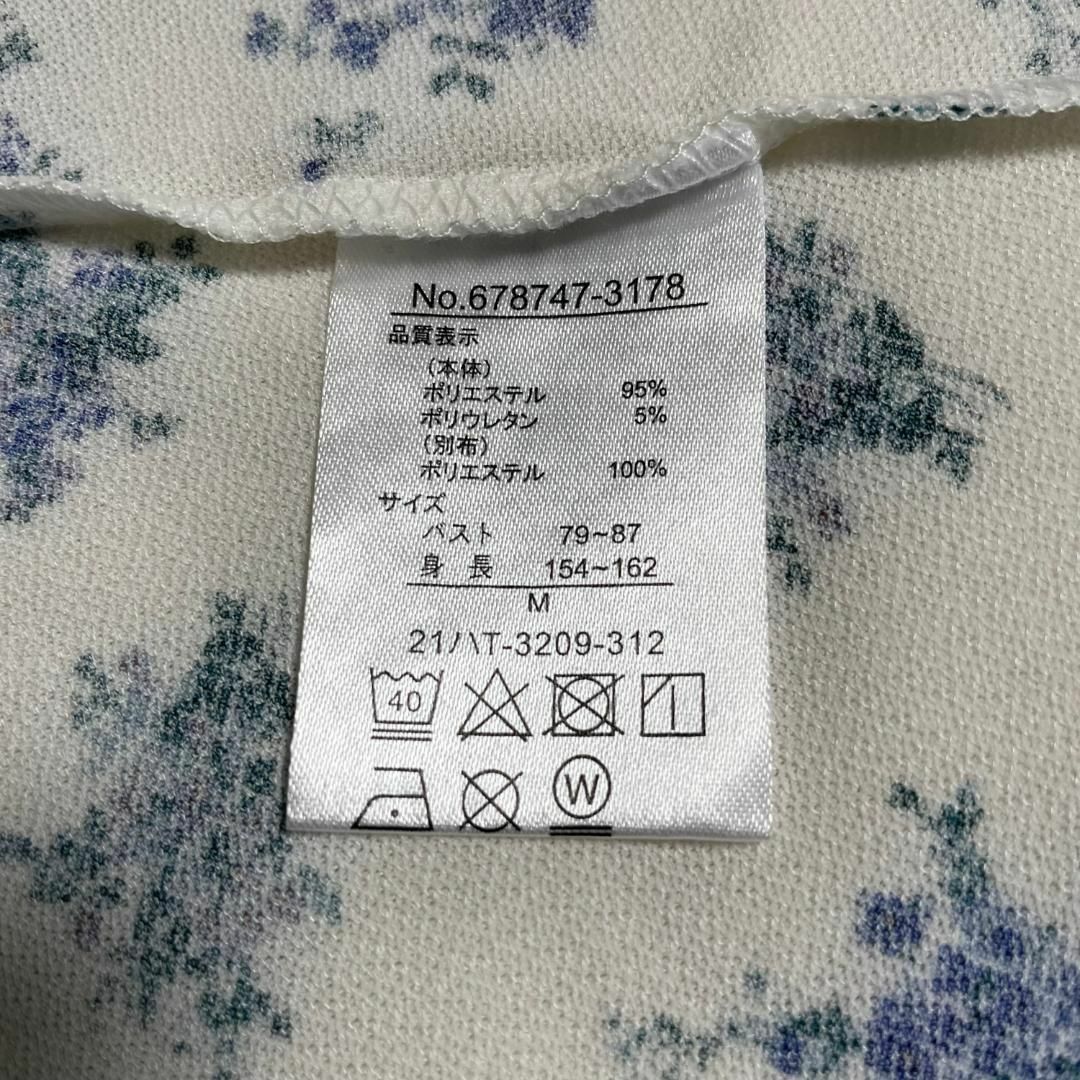 No.678747-3178
品質表示
(本体)
ポリエステル 95%
ポリウレタン 5%
(別布)
ポリエステル 100%
サイズ
バスト 79~87
身 長 154~162
M
21ハT-3209-312
40
W